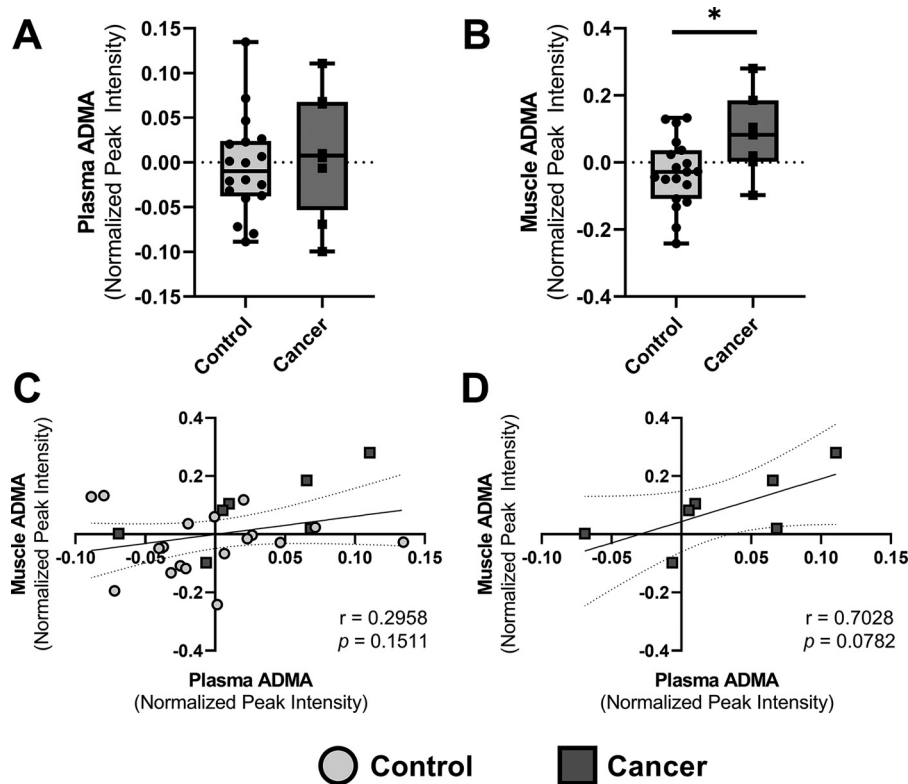 A
Plasma ADMA
(Normalized Peak Intensity)
0.15
0.10
0.05
0.00
-0.05
-0.10
-0.15
Control
Cancer
B
*
Muscle ADMA
(Normalized Peak Intensity)
0.4
0.2
0.0
-0.2
-0.4
Control
Cancer
C
Muscle ADMA
(Normalized Peak Intensity)
0.4
0.2
-0.2
-0.4
-0.10
-0.05
0.05
0.10
0.15
r = 0.2958
p = 0.1511
Plasma ADMA
(Normalized Peak Intensity)
D
Muscle ADMA
(Normalized Peak Intensity)
0.4
0.2
-0.2
-0.4
-0.10
-0.05
0.05
0.10
0.15
r = 0.7028
p = 0.0782
Plasma ADMA
(Normalized Peak Intensity)
Control
Cancer